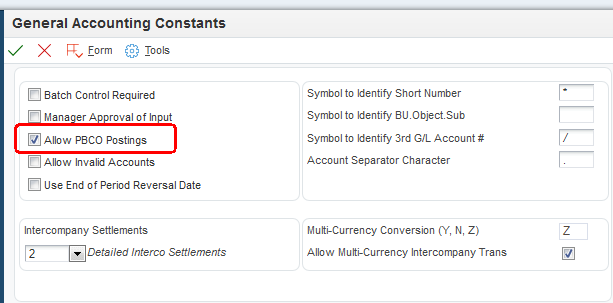 General Accounting Constants
Form Tools
Batch Control Required
Manager Approval of Input
Allow PBCO Postings
Allow Invalid Accounts
Use End of Period Reversal Date
Symbol to Identify Short Number *
Symbol to Identify BU.Object.Sub
Symbol to Identify 3rd G/L Account # /
Account Separator Character .
Intercompany Settlements
2 Detailed Interco Settlements
Multi-Currency Conversion (Y, N, Z) Z
Allow Multi-Currency Intercompany Trans